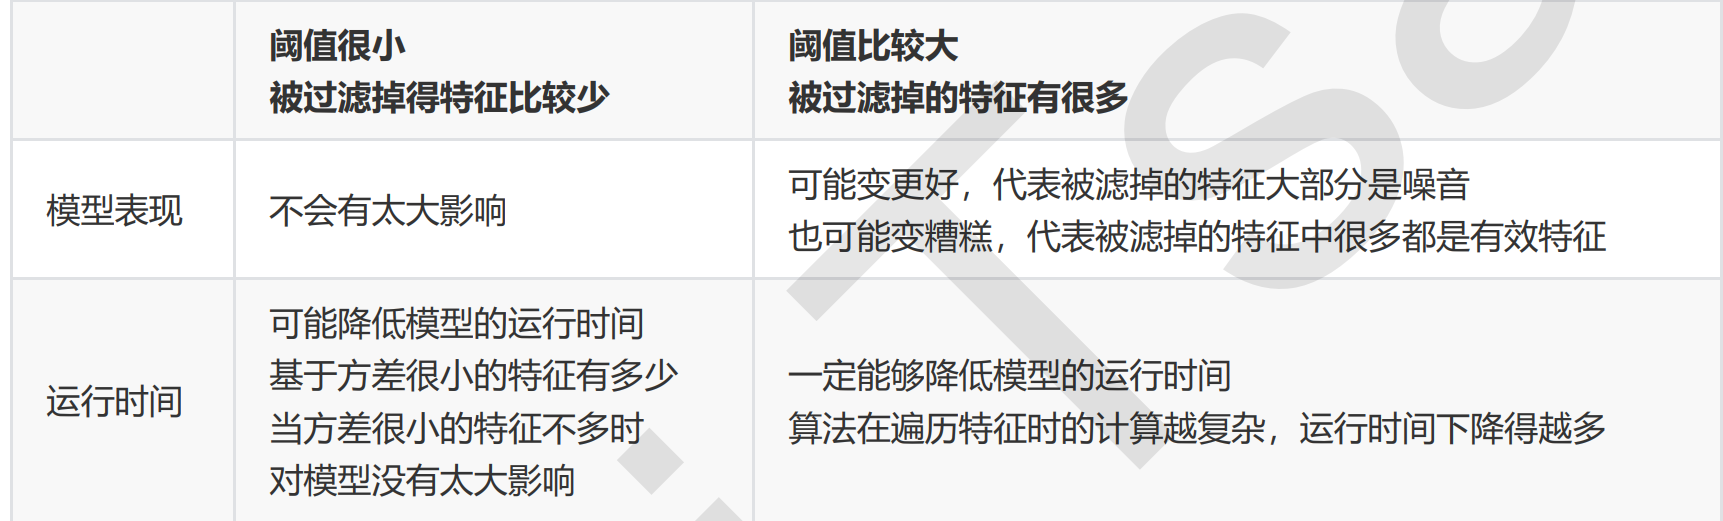 阈值很小
被过滤掉得特征比较少
阈值比较大
被过滤掉的特征有很多
模型表现
不会有太大影响
可能变更好，代表被滤掉的特征大部分是噪音
也可能变糟糕，代表被滤掉的特征中很多都是有效特征
运行时间
可能降低模型的运行时间
基于方差很小的特征有多少
当方差很小的特征不多时
对模型没有太大影响
一定能够降低模型的运行时间
算法在遍历特征时的计算越复杂，运行时间下降得越多